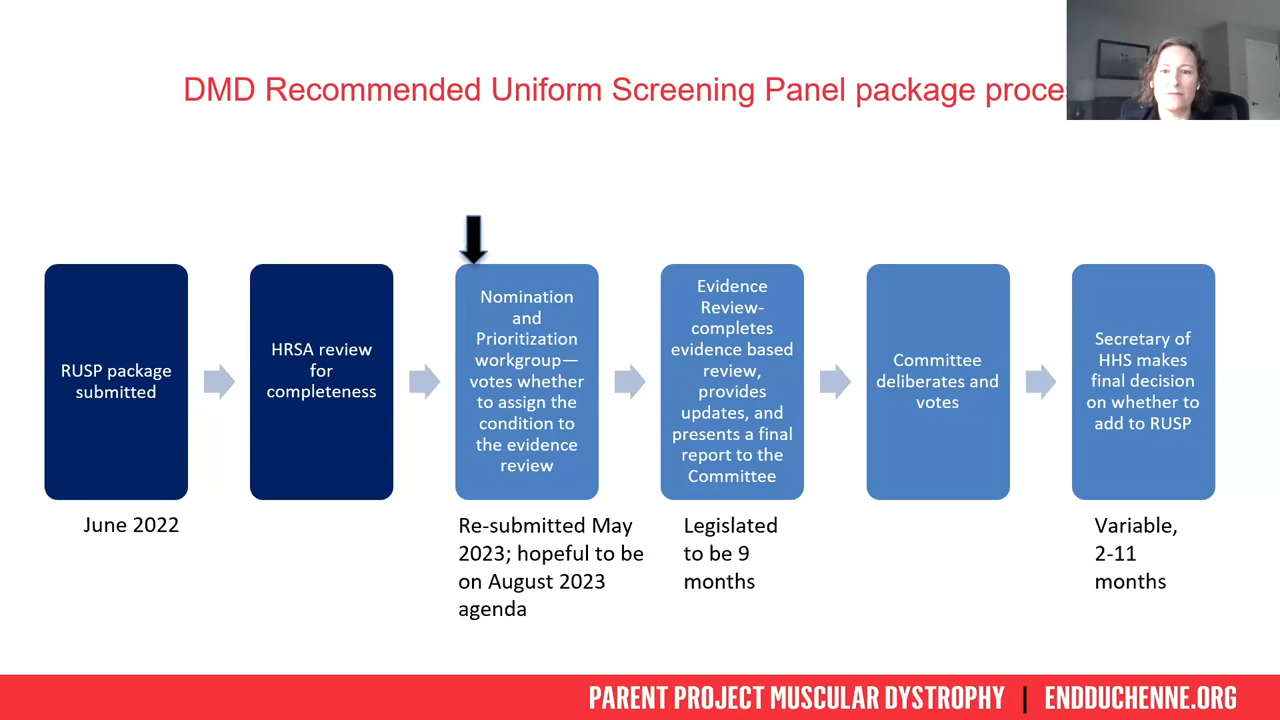 DMD Recommended Uniform Screening Panel package
RUSP package
submitted
HRSA review
for
completeness
Nomination
and
Prioritization
workgroup—
votes whether
to assign the
condition to
the evidence
review
Evidence
Review-
completes
evidence based
review,
provides
updates, and
presents a final
report to the
Committee
Committee
deliberates and
votes
Secretary of
HHS makes
final decision
on whether to
add to RUSP
June 2022
Re-submitted May
2023; hopeful to be
on August 2023
agenda
Legislated
to be 9
months
Variable,
2-11
months
PARENT PROJECT MUSCULAR DYSTROPHY | ENDDUCHENNE.ORG